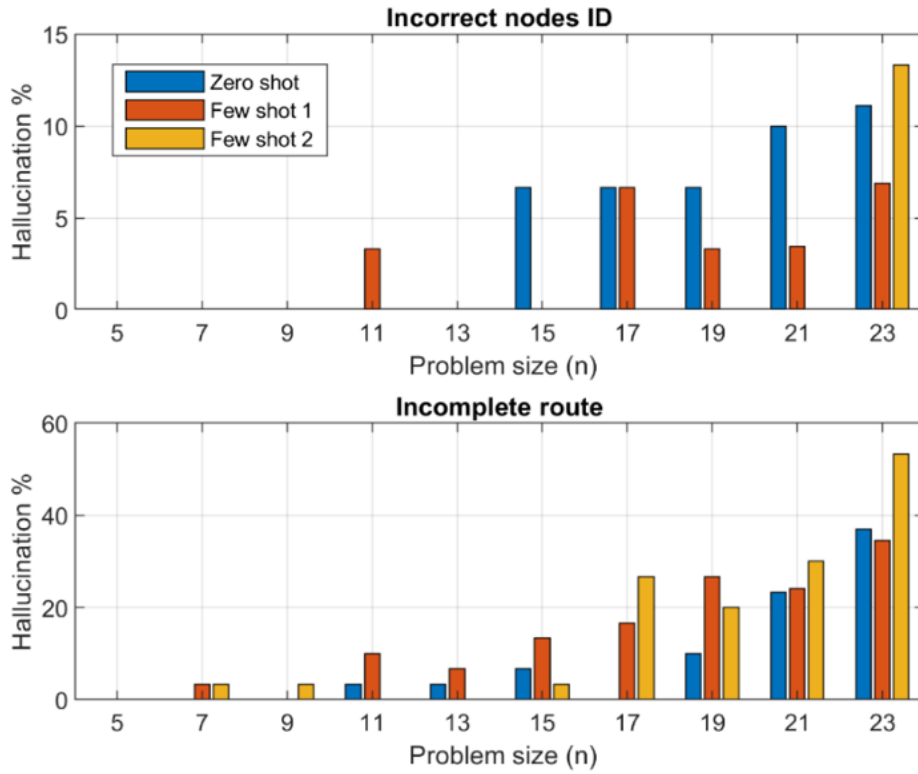 Incorrect nodes ID
Hallucination %
15
10
5
0
Zero shot
Few shot 1
Few shot 2
5 7 9 11 13 15 17 19 21 23
Problem size (n)
Incomplete route
Hallucination %
60
40
20
0
5 7 9 11 13 15 17 19 21 23
Problem size (n)